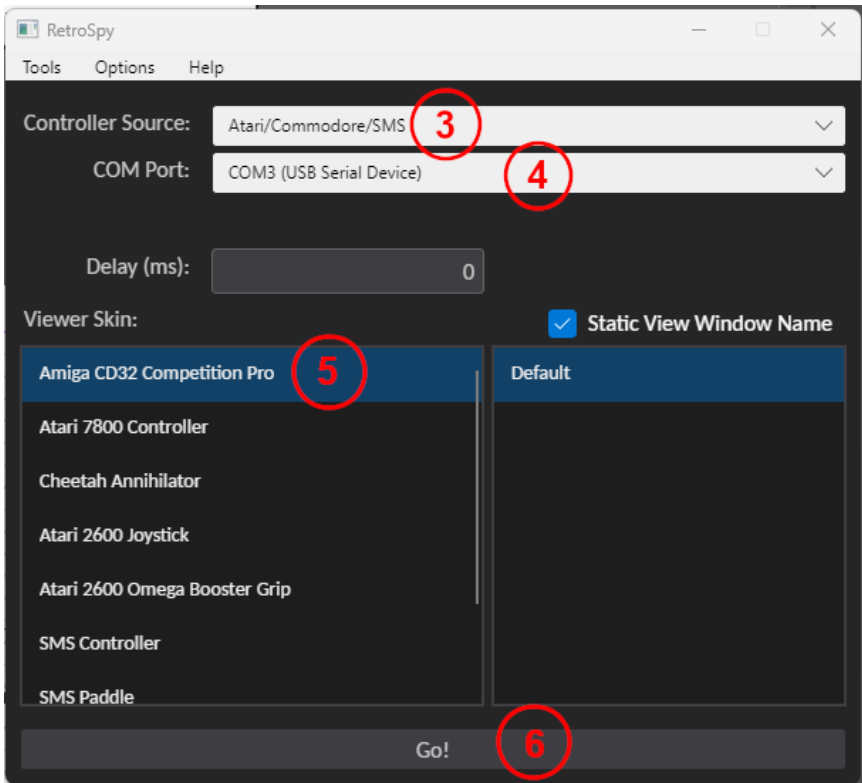 RetroSpy
Tools Options Help
Controller Source: Atari/Commodore/SMS 3
COM Port: COM3 (USB Serial Device) 4
Delay (ms): 0
Viewer Skin: Static View Window Name
Amiga CD32 Competition Pro 5 Default
Atari 7800 Controller
Cheetah Annihilator
Atari 2600 Joystick
Atari 2600 Omega Booster Grip
SMS Controller
SMS Paddle
Go! 6